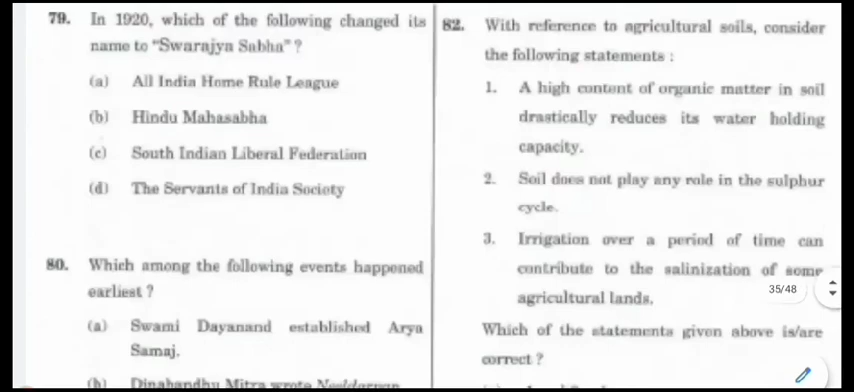 79. In 1920, which of the following changed its
name to "Swarajya Sabha" ?
(a) All India Home Rule League
(b) Hindu Mahasabha
(c) South Indian Liberal Federation
(d) The Servants of India Society
80. Which among the following events happened
earliest ?
(a) Swami Dayanand established Arya
Samaj.
(b) Dinabandhu Mitra wrote Neeldarpan
82. With reference to agricultural soils, consider
the following statements :
1. A high content of organic matter in soil
drastically reduces its water holding
capacity.
2. Soil does not play any role in the sulphur
cycle.
3. Irrigation over a period of time can
contribute to the salinization of some
agricultural lands.
Which of the statements given above is/are
correct ?
35/48